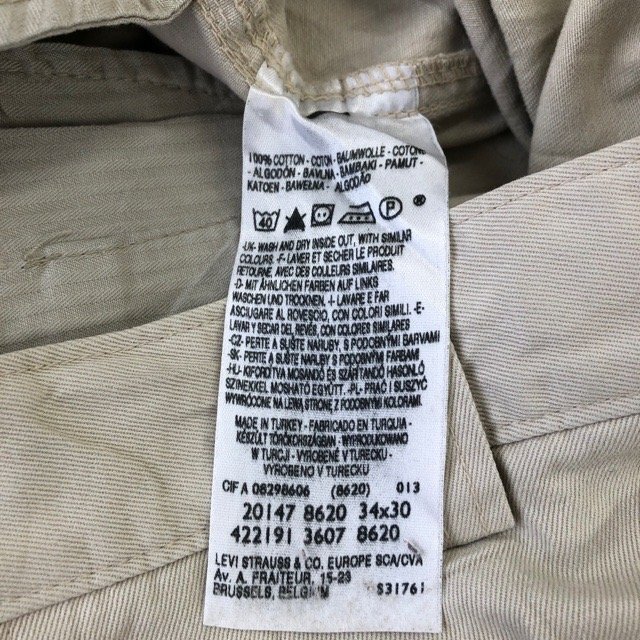 100% COTTON - COTON - BAUMWOLLE - COTONE
- ALGODÓN - BAVLNA - BAMBAKI - PAMUT -
KATOEN - BAWEŁNA - ALGODÃO
40 P ®
-UK- WASH AND DRY INSIDE OUT, WITH SIMILAR
COLOURS. -F- LAVER ET SECHER LE PRODUIT
RETOURNE, AVEC DES COULEURS SIMILAIRES.
-D- MIT ÄHNLICHEN FARBEN AUF LINKS
WASCHEN UND TROCKNEN. -I- LAVARE E FAR
ASCIUGARE AL ROVESCIO, CON COLORI SIMILI. -E-
LAVAR Y SECAR DEL REVÉS, CON COLORES SIMILARES
-CZ- PERTE A SUŠTE NARUBY, S PODOBNÝMI BARVAMI
-SK- PERTE A SUŠTE NARUBY S PODOBNÝMI FARBAMI
-HU- KIFORDÍTVA MOSANDÓ ÉS SZÁRÍTANDÓ HASONLÓ
SZÍNEKKEL MOSHATÓ EGYÜTT. -PL- PRAĆ I SUSZYĆ
WYWRÓCONE NA LEWĄ STRONĘ Z PODOBNYMI KOLORAMI.
MADE IN TURKEY - FABRICADO EN TURQUIA -
KÉSZÜLT TÖRÖKORSZÁGBAN - WYPRODUKOWANO
W TURCJI - VYROBENÉ V TURECKU -
VYROBENO V TURECKU
CIF A 08298606 (8620) 013
20147 8620 34x30
422191 3607 8620
LEVI STRAUSS & CO. EUROPE SCA/CVA
Av. A. FRAITEUR, 15-23
BRUSSELS, BELGIUM S31761